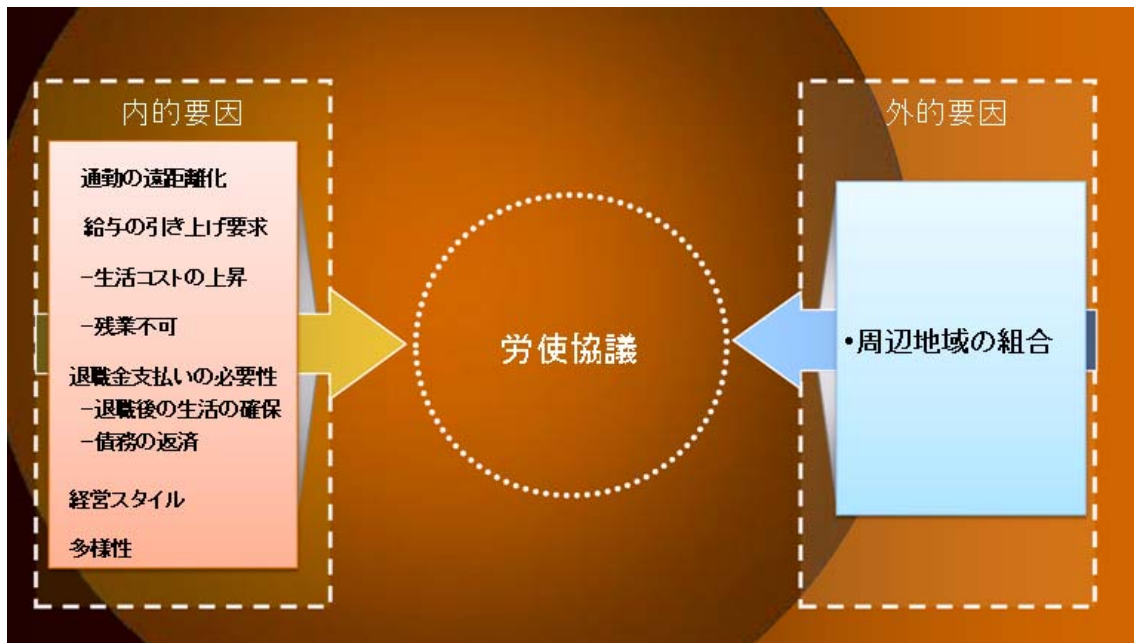 内的要因
通勤の遠距離化
給与の引き上げ要求
－生活コストの上昇
－残業不可
退職金支払いの必要性
－退職後の生活の確保
－債務の返済
経営スタイル
多様性
労使協議
外的要因
•周辺地域の組合